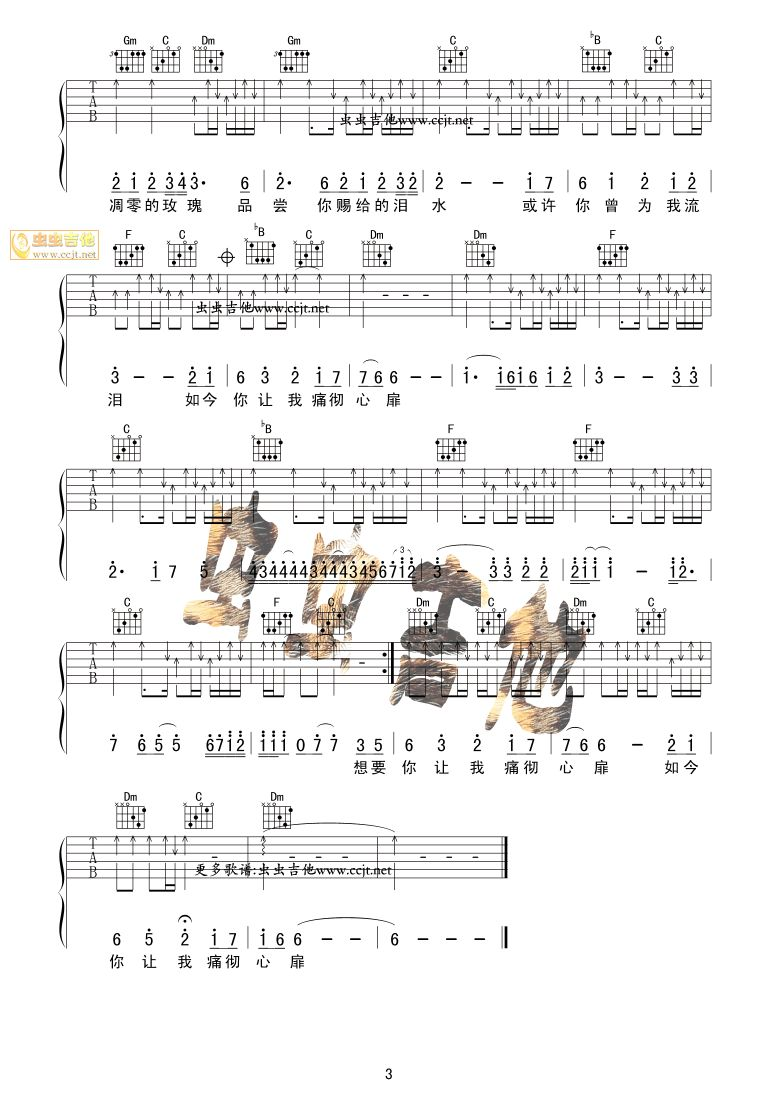 Gm C Dm Gm C ♭B C
3 3
T A B
虫虫吉他www.ccjt.net
2 1 2 3 4 3· 6 | 2· 6 2 1 2 3 2 | 2 - - 1 7 | 6 1 2 1 2 |
凋零的玫瑰 品 尝 你赐给的泪 水 或许 你 曾 为 我流
虫虫吉他
www.ccjt.net
F C ♭B C Dm Dm F
T A B
虫虫吉他www.ccjt.net
3 - - 2 1 | 6 3 2 1 7 | 7 6 6 - - | 1· 1 6 1 6 1 2 | 3 - - 3 3 |
泪 如今 你 让 我 痛彻 心 扉
C ♭B F F
T A B
2· 1 7 5 | 4 3 4 4 4 4 3 4 4 4 3 4 5 6 7 1 2 | 3 - 3 3 2 2 | 2 1 1 1 - 1 2· |
3
虫虫吉他
C F C Dm C Dm C
T A B
7 6 5 5 6 7 1 2 | 1 1 1 0 7 7 3 5 | 6 3 2 1 7 | 7 6 6 - 2 1 |
想要 你 让 我 痛彻 心 扉 如今
Dm C Dm
T A B
更多歌谱:虫虫吉他www.ccjt.net
6 5 2 1 7 | 1 6 6 - - | 6 - -
你 让 我 痛彻 心 扉
3